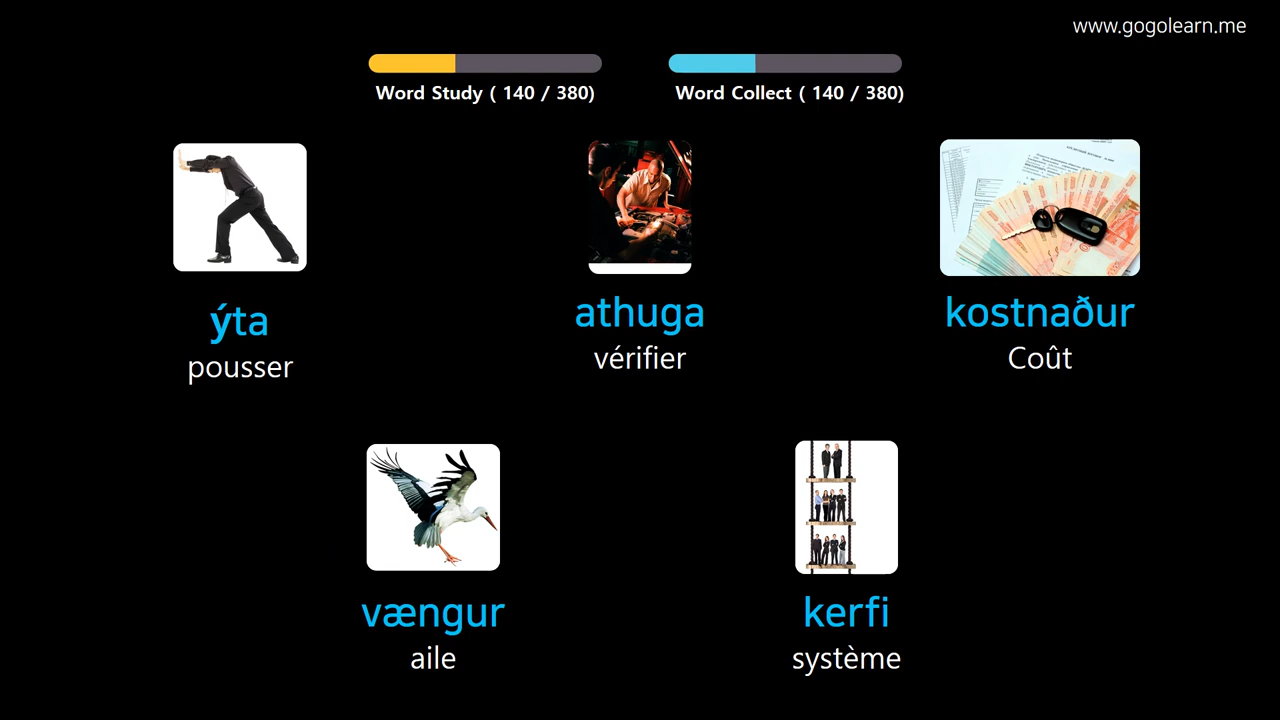 www.gogolearn.me
Word Study ( 140 / 380)
Word Collect ( 140 / 380)
ýta
pousser
athuga
vérifier
kostnaður
Coût
vængur
aile
kerfi
système